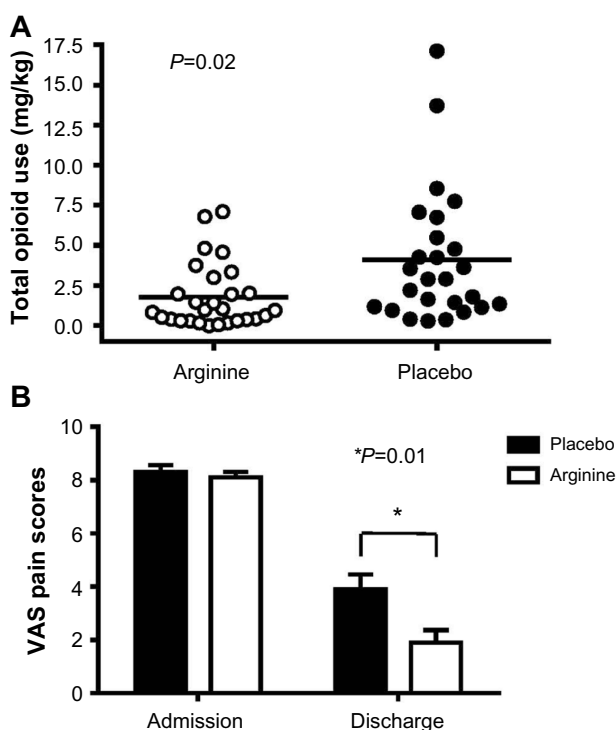 A
Total opioid use (mg/kg)
17.5
15.0
12.5
10.0
7.5
5.0
2.5
0.0
P=0.02
Arginine
Placebo
B
VAS pain scores
10
8
6
4
2
0
*P=0.01
*
Placebo
Arginine
Admission
Discharge